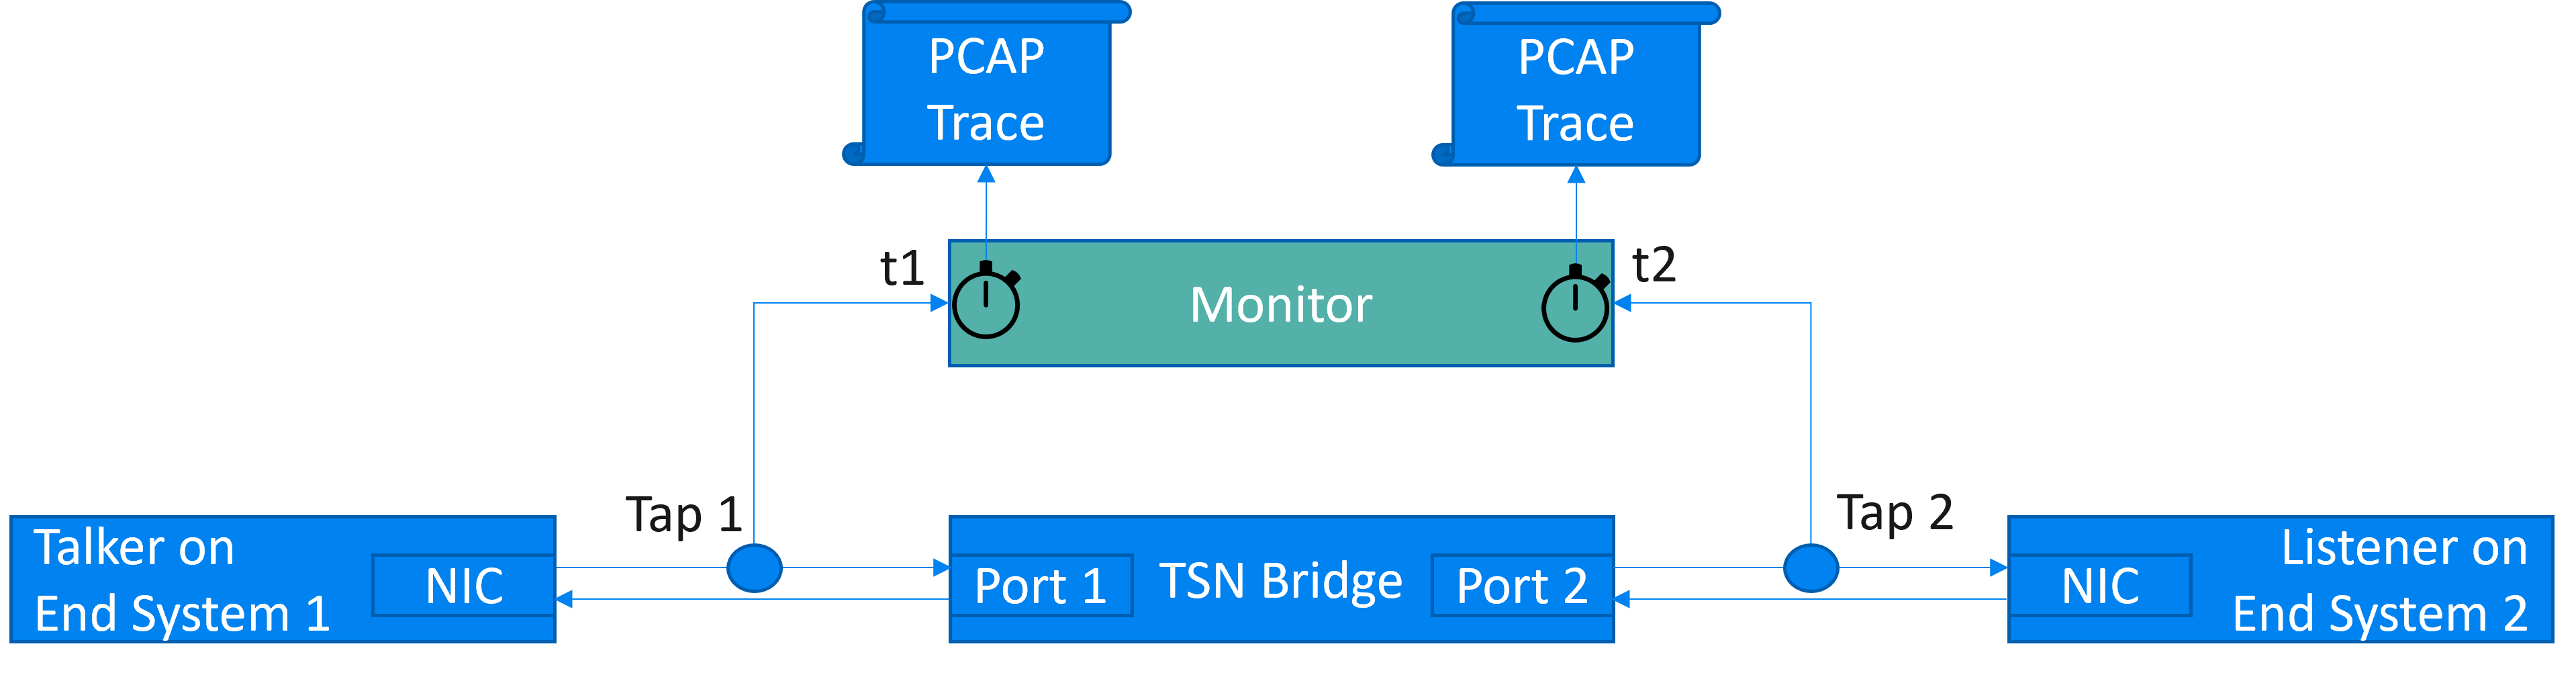 PCAP
Trace
PCAP
Trace
t1
Monitor
t2
Tap 1
Tap 2
Talker on
End System 1
NIC
Port 1
TSN Bridge
Port 2
NIC
Listener on
End System 2